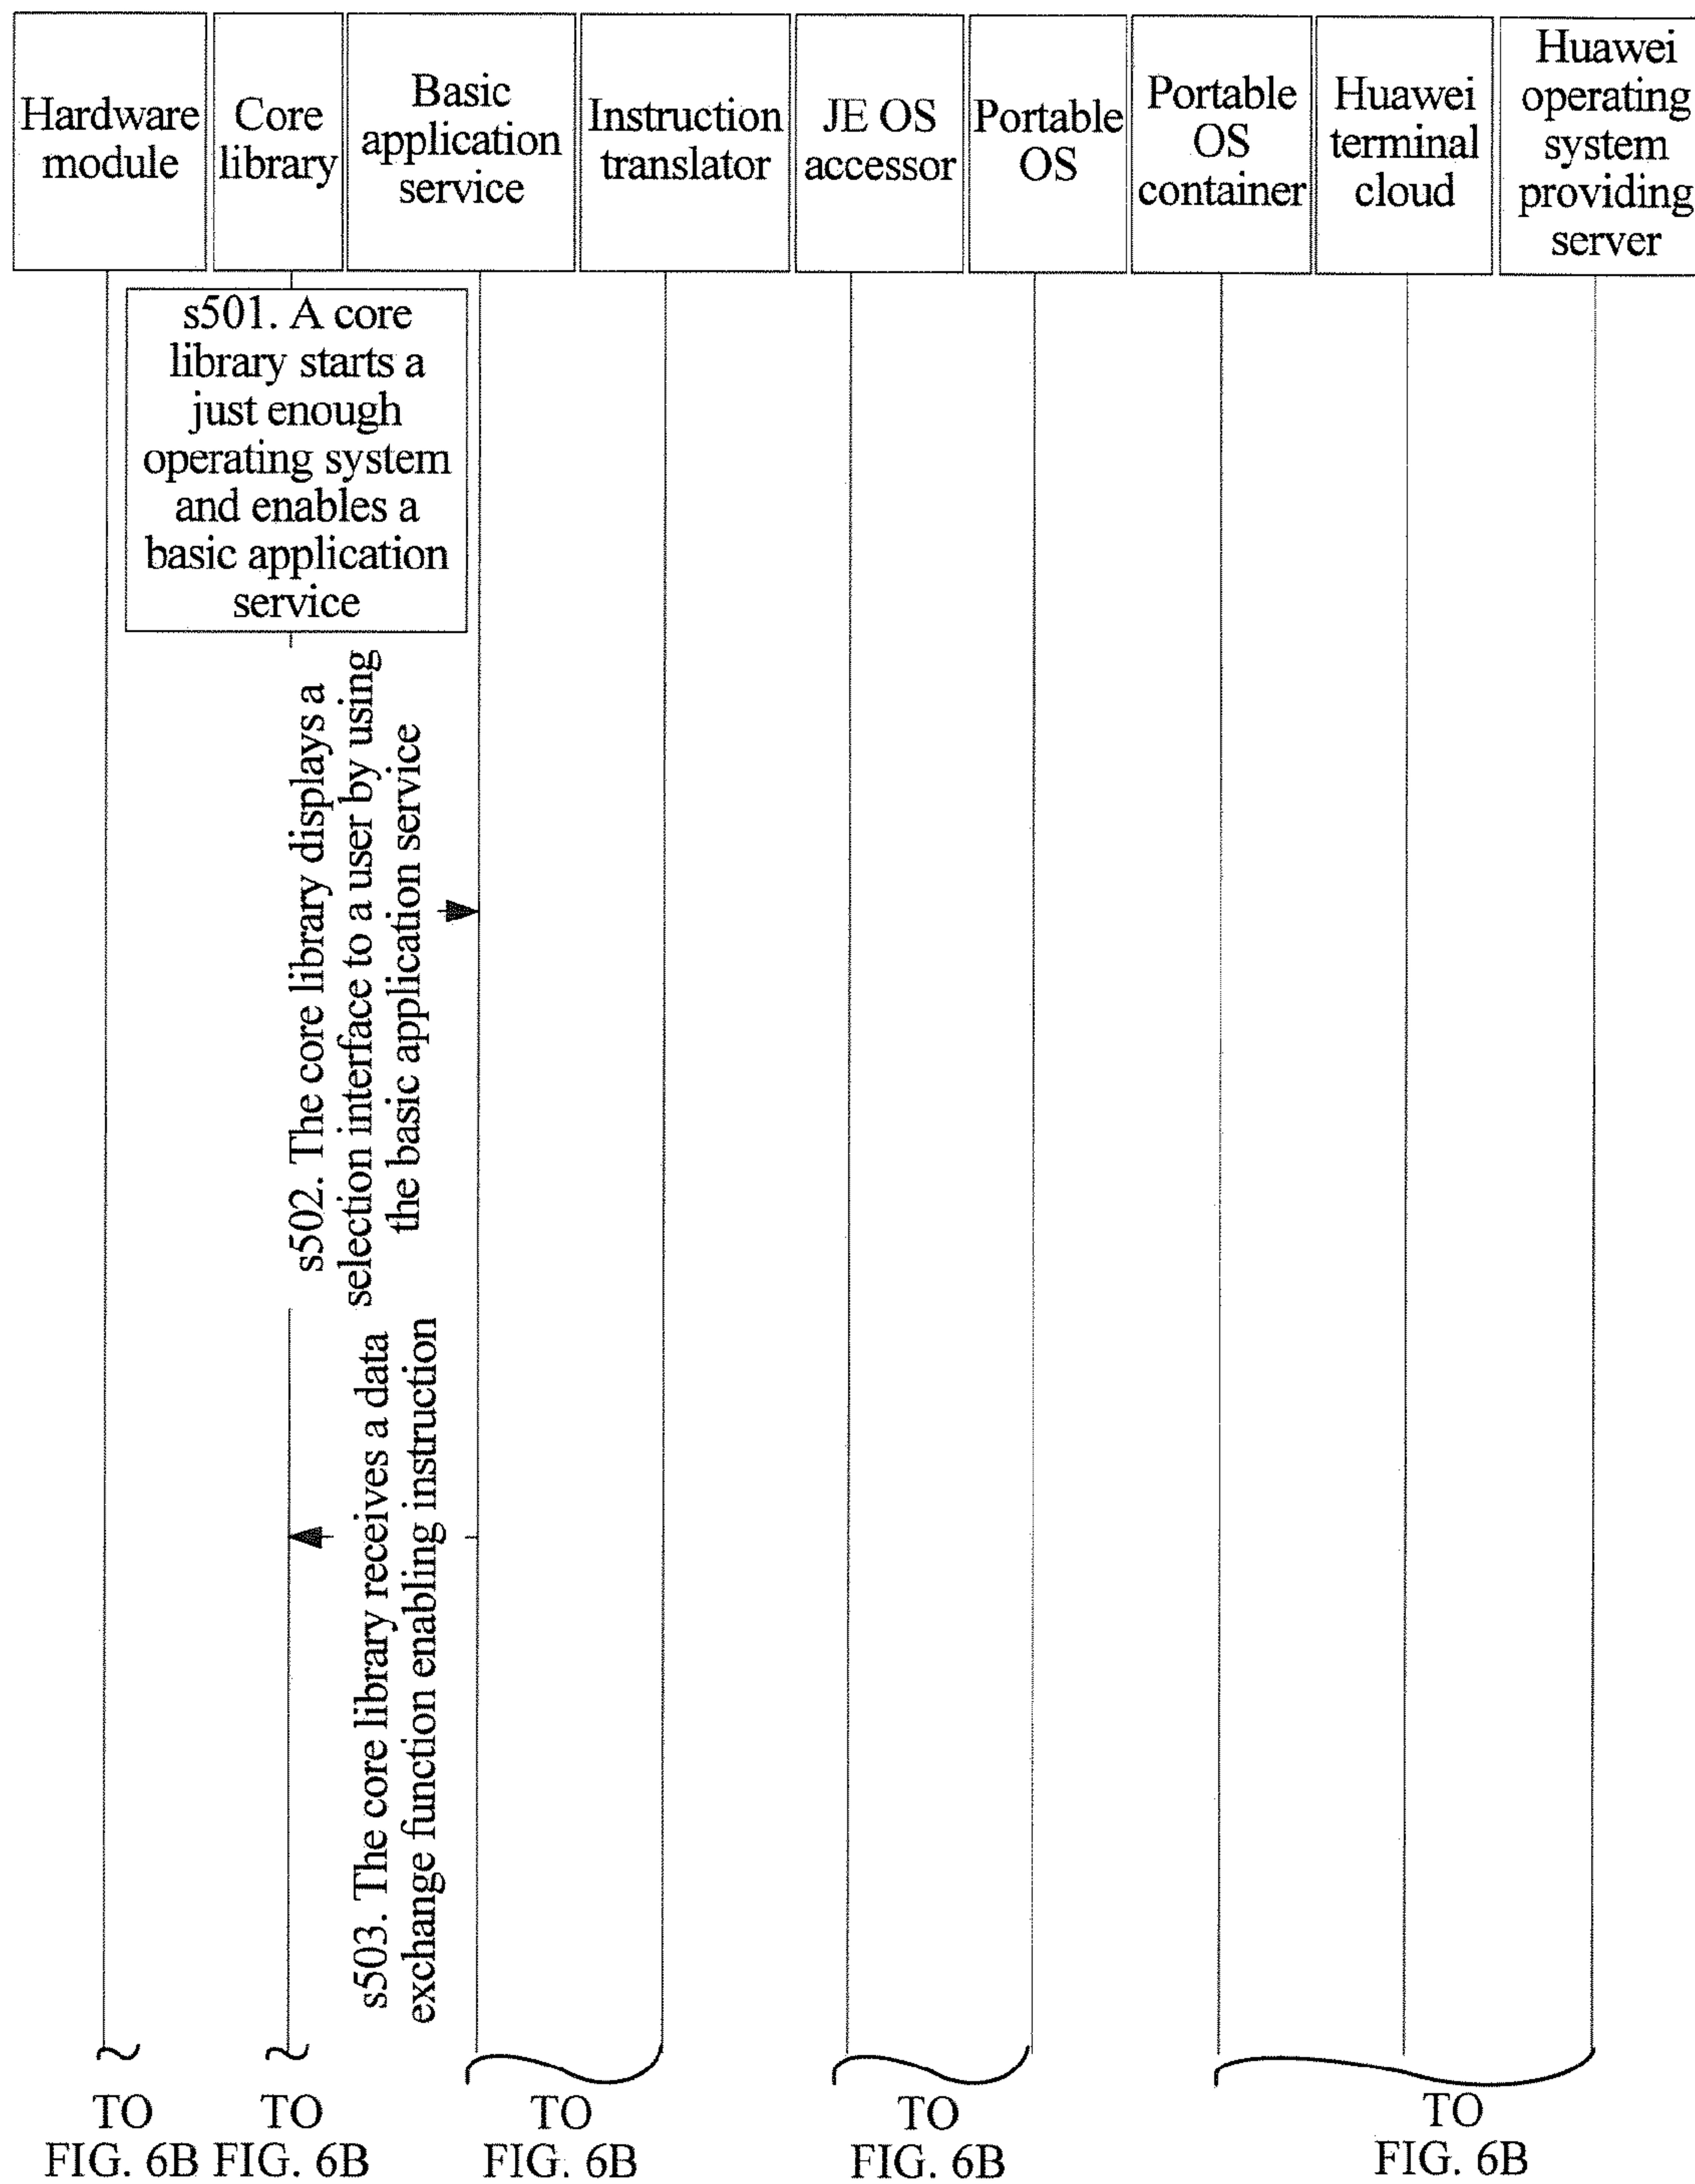 Hardware
module
Core
library
Basic
application
service
Instruction
translator
JE OS
accessor
Portable
OS
Portable
OS
container
Huawei
terminal
cloud
Huawei
operating
system
providing
server
s501. A core
library starts a
just enough
operating system
and enables a
basic application
service
s502. The core library displays a
selection interface to a user by using
the basic application service
s503. The core library receives a data
exchange function enabling instruction
TO
FIG. 6B
TO
FIG. 6B
TO
FIG. 6B
TO
FIG. 6B
TO
FIG. 6B